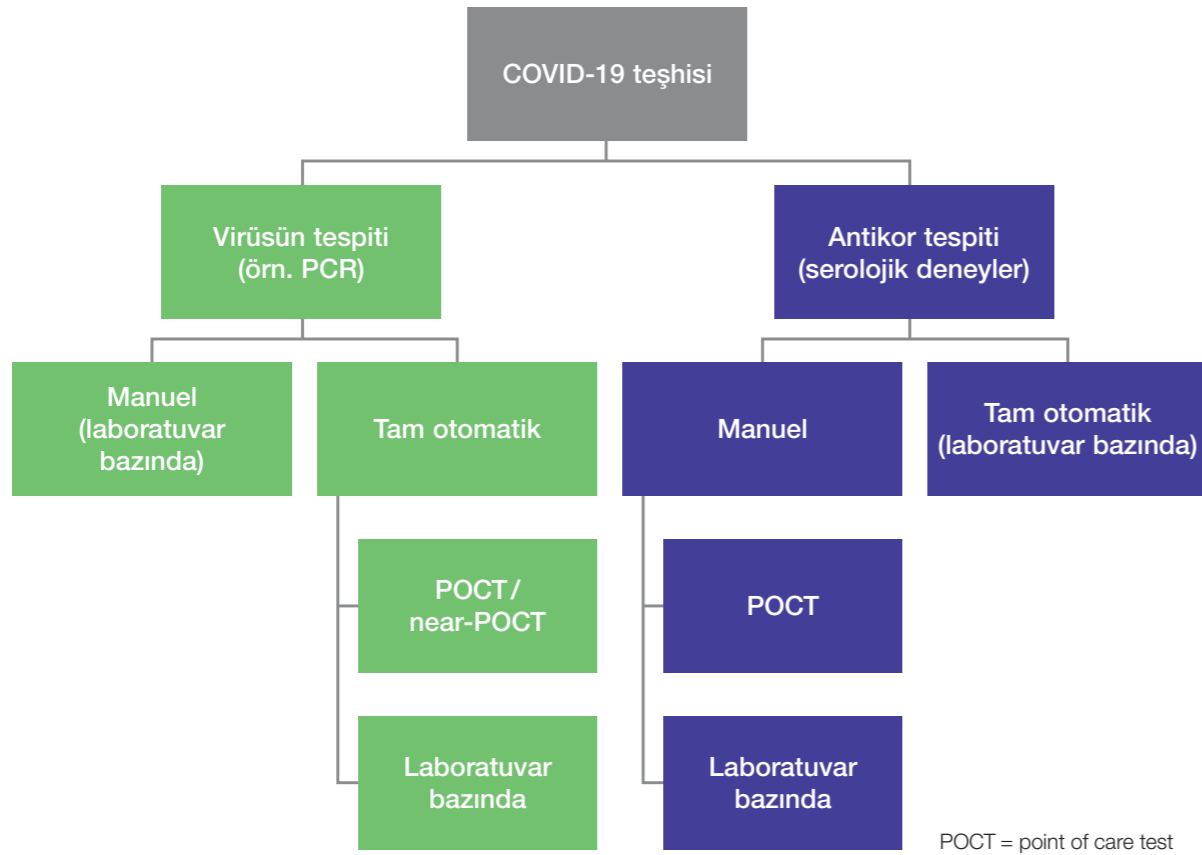 COVID-19 teşhisi
Virüsün tespiti
(örn. PCR)
Antikor tespiti
(serolojik deneyler)
Manuel
(laboratuvar
bazında)
Tam otomatik
Manuel
Tam otomatik
(laboratuvar bazında)
POCT/
near-POCT
POCT
Laboratuvar
bazında
Laboratuvar
bazında
POCT = point of care test